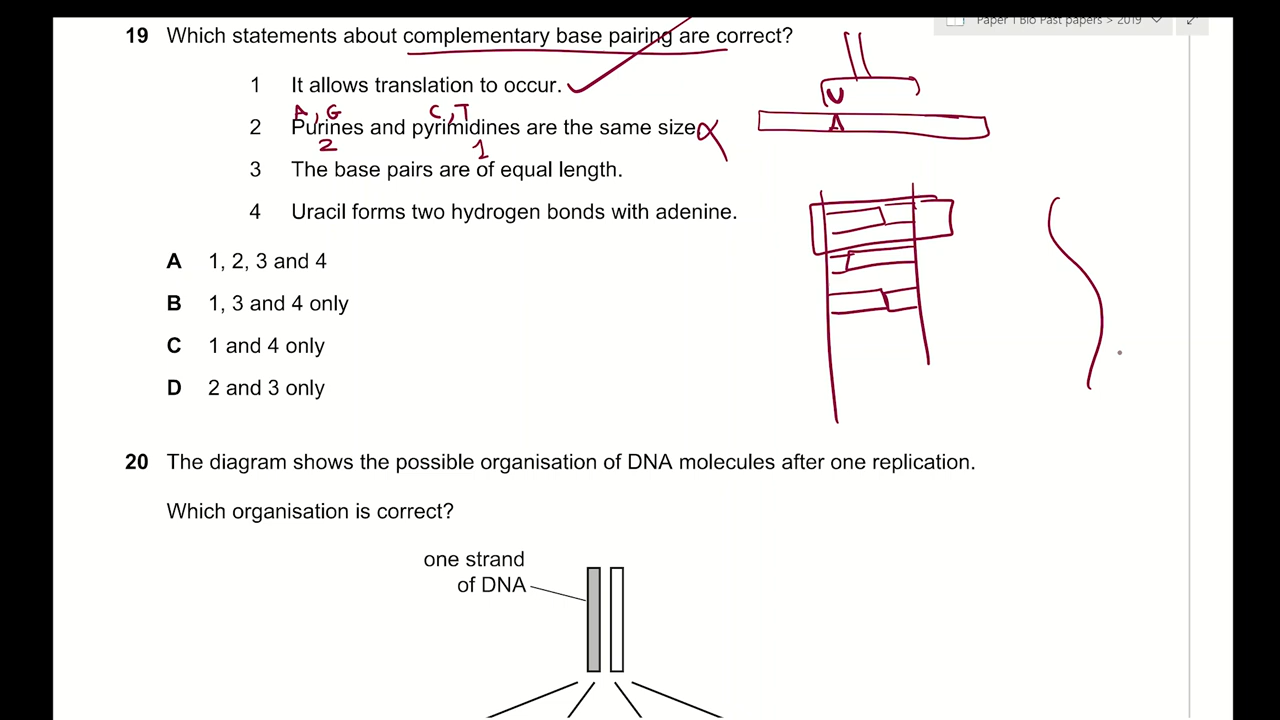 Paper 1 Bio Past papers > 2019
19 Which statements about complementary base pairing are correct?
1 It allows translation to occur.
A, G C, T
2 Purines and pyrimidines are the same size
2 1
3 The base pairs are of equal length.
4 Uracil forms two hydrogen bonds with adenine.
A 1, 2, 3 and 4
B 1, 3 and 4 only
C 1 and 4 only
D 2 and 3 only
U
A
20 The diagram shows the possible organisation of DNA molecules after one replication.
Which organisation is correct?
one strand
of DNA